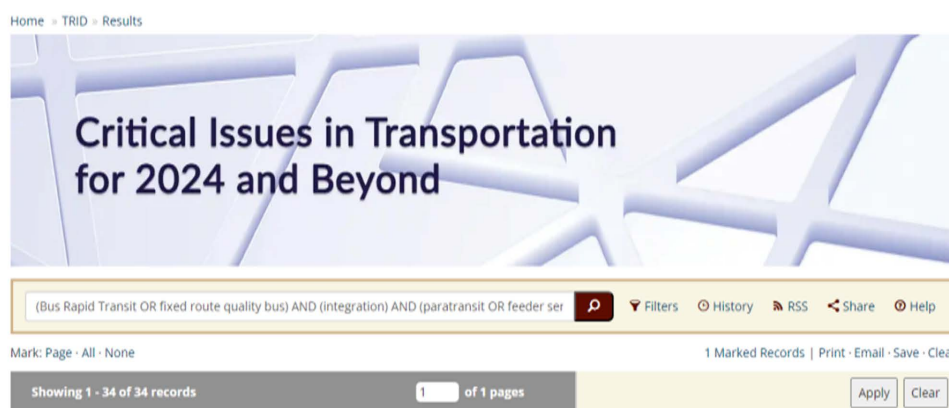 Home » TRID » Results
Critical Issues in Transportation
for 2024 and Beyond
(Bus Rapid Transit OR fixed route quality bus) AND (integration) AND (paratransit OR feeder ser
Filters History RSS Share Help
Mark: Page · All · None
1 Marked Records | Print · Email · Save · Clea
Showing 1 - 34 of 34 records
1 of 1 pages
Apply Clear